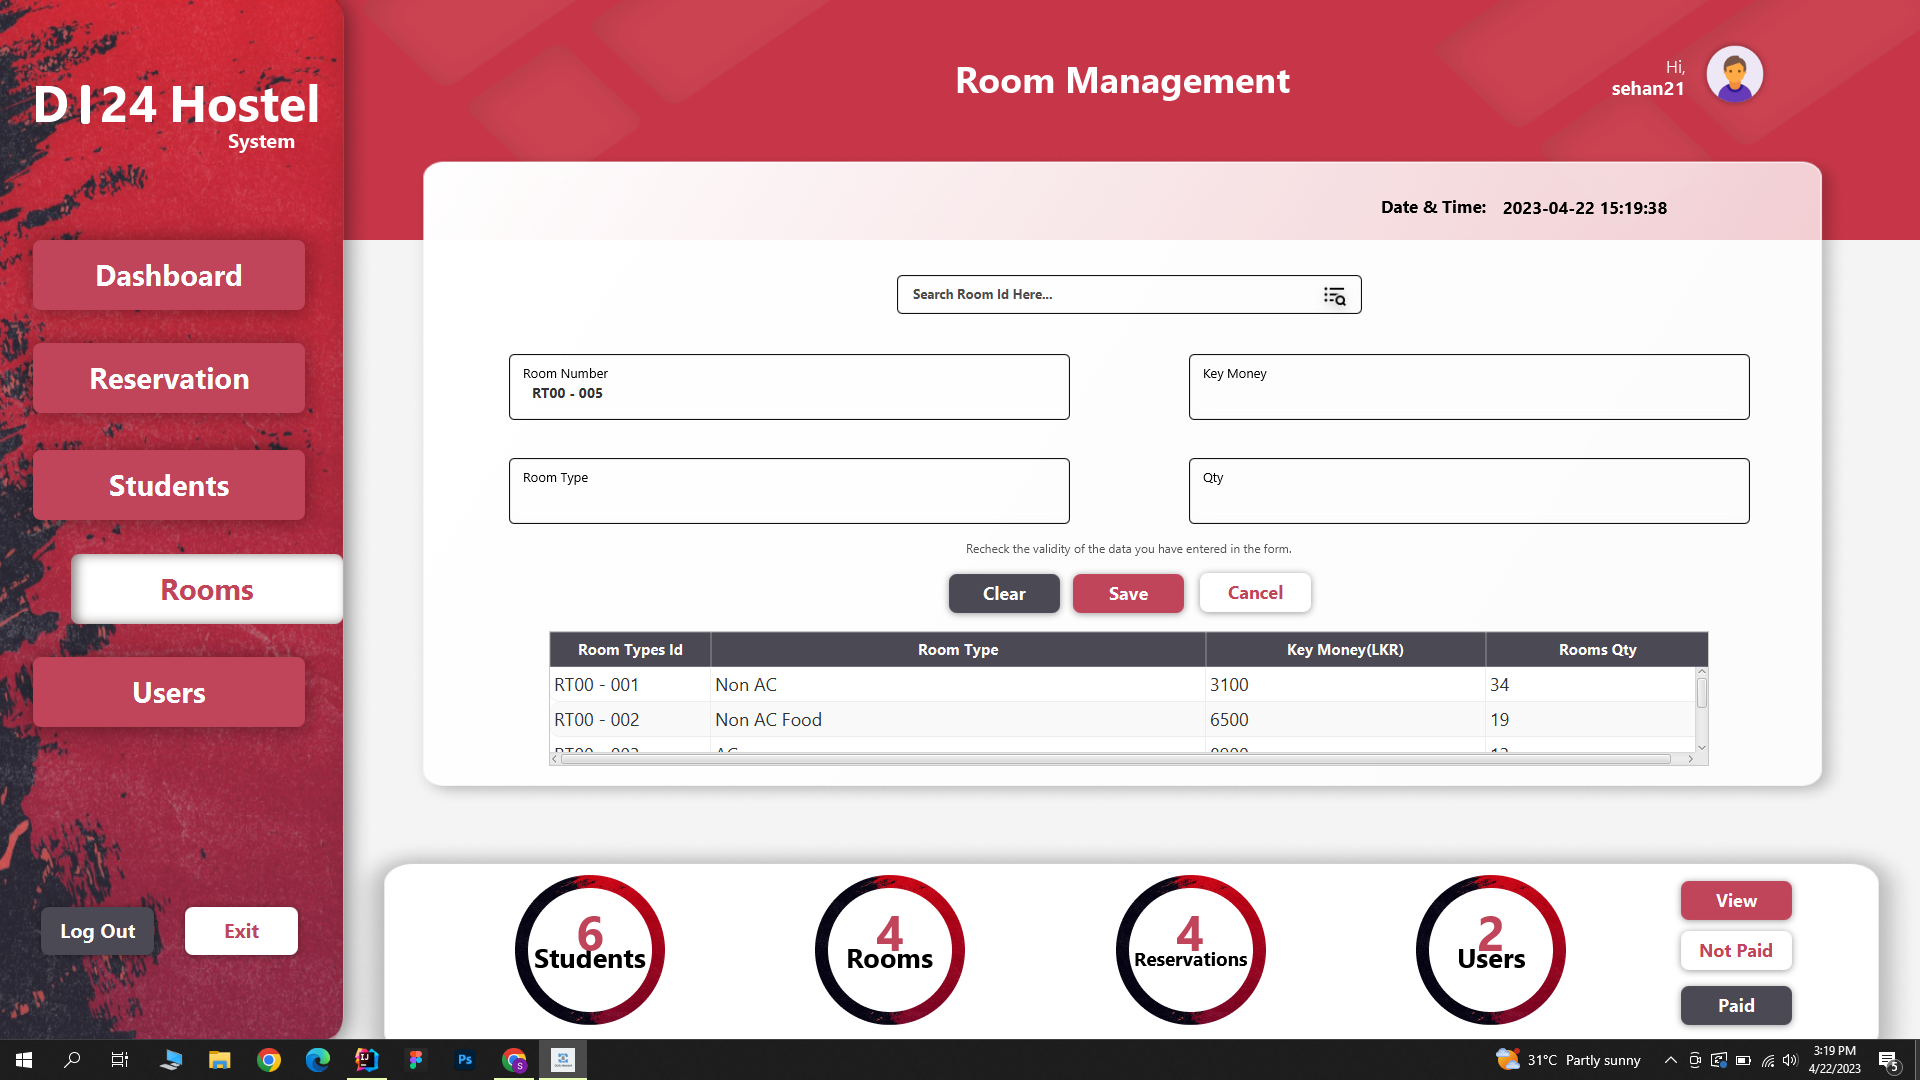 D124 Hostel
System
Dashboard
Reservation
Students
Rooms
Users
Log Out
Exit
Room Management
Hi,
sehan21
Date & Time: 2023-04-22 15:19:38
Search Room Id Here...
Room Number
RT00 - 005
Key Money
Room Type
Qty
Recheck the validity of the data you have entered in the form.
Clear
Save
Cancel
Room Types Id Room Type Key Money(LKR) Rooms Qty
RT00 - 001 Non AC 3100 34
RT00 - 002 Non AC Food 6500 19
6
Students
4
Rooms
4
Reservations
2
Users
View
Not Paid
Paid
31°C Partly sunny
3:19 PM
4/22/2023
5